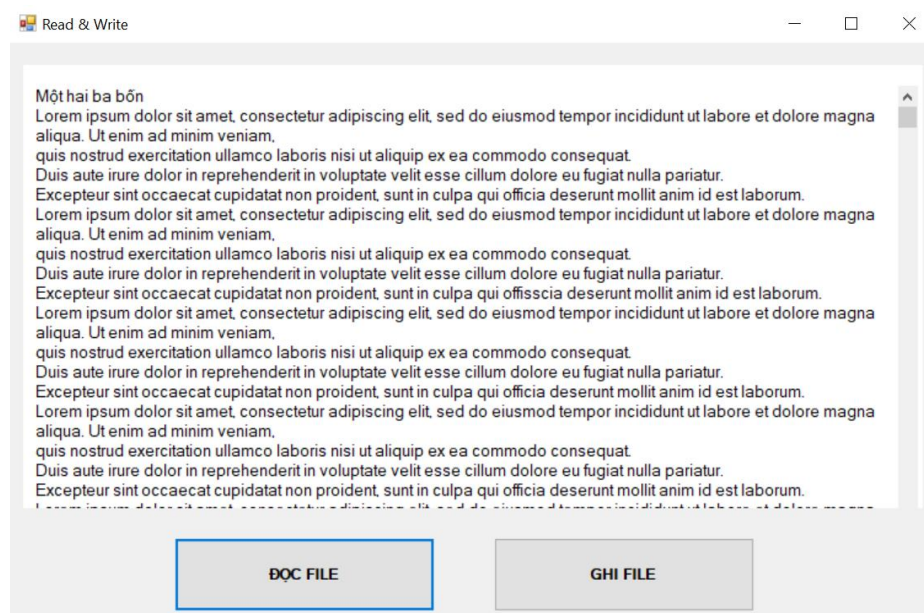 Read & Write
Một hai ba bốn
Lorem ipsum dolor sit amet, consectetur adipiscing elit, sed do eiusmod tempor incididunt ut labore et dolore magna
aliqua. Ut enim ad minim veniam,
quis nostrud exercitation ullamco laboris nisi ut aliquip ex ea commodo consequat.
Duis aute irure dolor in reprehenderit in voluptate velit esse cillum dolore eu fugiat nulla pariatur.
Excepteur sint occaecat cupidatat non proident, sunt in culpa qui officia deserunt mollit anim id est laborum.
Lorem ipsum dolor sit amet, consectetur adipiscing elit, sed do eiusmod tempor incididunt ut labore et dolore magna
aliqua. Ut enim ad minim veniam,
quis nostrud exercitation ullamco laboris nisi ut aliquip ex ea commodo consequat.
Duis aute irure dolor in reprehenderit in voluptate velit esse cillum dolore eu fugiat nulla pariatur.
Excepteur sint occaecat cupidatat non proident, sunt in culpa qui offisscia deserunt mollit anim id est laborum.
Lorem ipsum dolor sit amet, consectetur adipiscing elit, sed do eiusmod tempor incididunt ut labore et dolore magna
aliqua. Ut enim ad minim veniam,
quis nostrud exercitation ullamco laboris nisi ut aliquip ex ea commodo consequat.
Duis aute irure dolor in reprehenderit in voluptate velit esse cillum dolore eu fugiat nulla pariatur.
Excepteur sint occaecat cupidatat non proident, sunt in culpa qui officia deserunt mollit anim id est laborum.
Lorem ipsum dolor sit amet, consectetur adipiscing elit, sed do eiusmod tempor incididunt ut labore et dolore magna
aliqua. Ut enim ad minim veniam,
quis nostrud exercitation ullamco laboris nisi ut aliquip ex ea commodo consequat.
Duis aute irure dolor in reprehenderit in voluptate velit esse cillum dolore eu fugiat nulla pariatur.
Excepteur sint occaecat cupidatat non proident, sunt in culpa qui officia deserunt mollit anim id est laborum.
ĐỌC FILE
GHI FILE